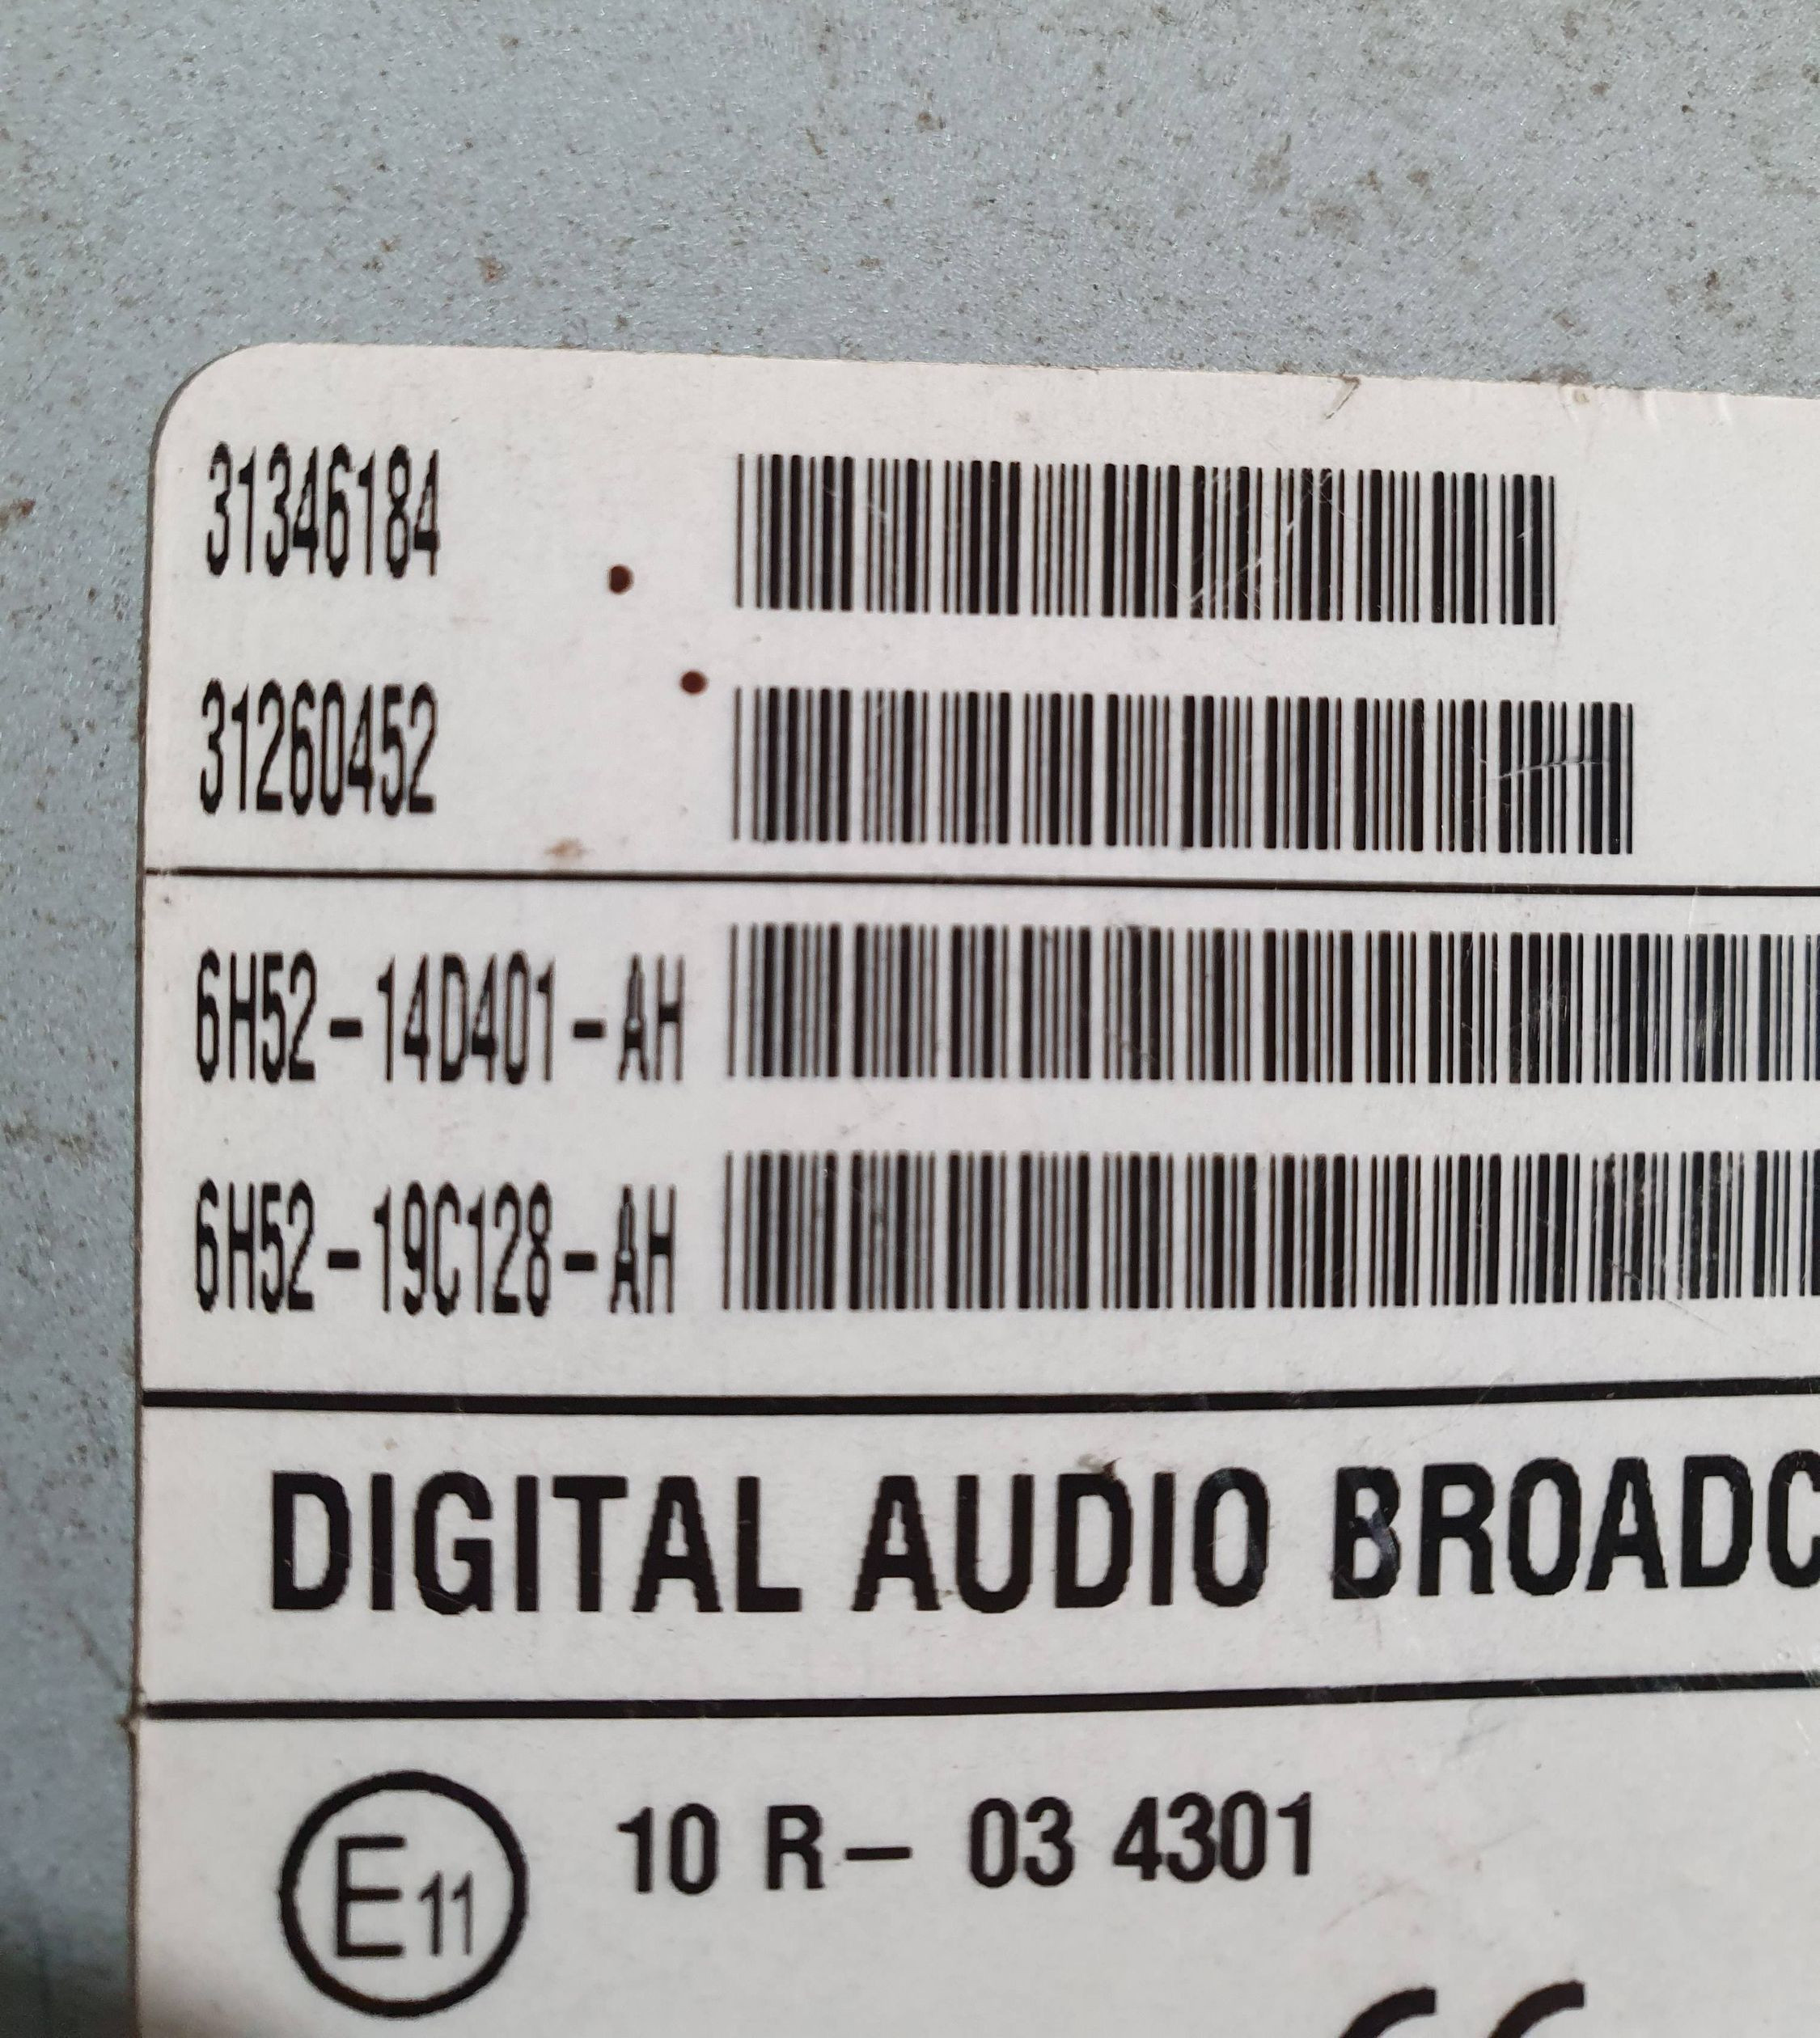 31346184
31260452
6H52-14D401-AH
6H52-19C128-AH
DIGITAL AUDIO BROADC
E11 10 R- 03 4301